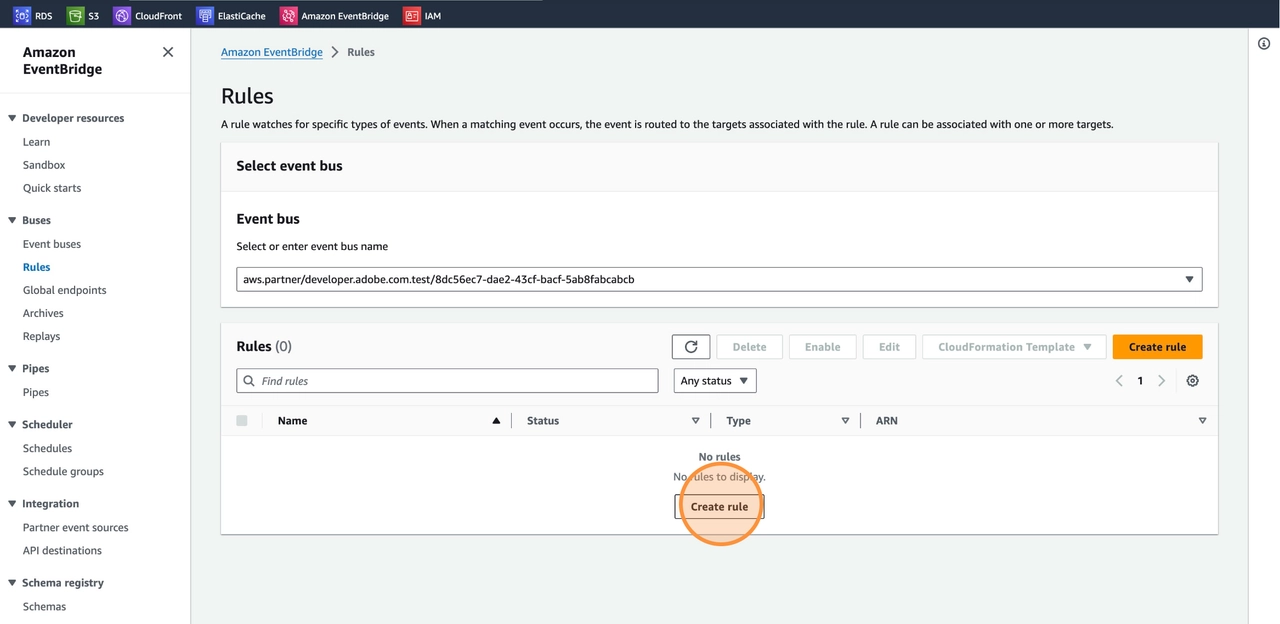 RDS S3 CloudFront ElastiCache Amazon EventBridge IAM
Amazon
EventBridge
Developer resources
Learn
Sandbox
Quick starts
Buses
Event buses
Rules
Global endpoints
Archives
Replays
Pipes
Pipes
Scheduler
Schedules
Schedule groups
Integration
Partner event sources
API destinations
Schema registry
Schemas
Amazon EventBridge Rules
Rules
A rule watches for specific types of events. When a matching event occurs, the event is routed to the targets associated with the rule. A rule can be associated with one or more targets.
Select event bus
Event bus
Select or enter event bus name
aws.partner/developer.adobe.com.test/8dc56ec7-dae2-43cf-bacf-5ab8fabcabcb
Rules (0) Delete Enable Edit CloudFormation Template Create rule
Find rules Any status 1
Name Status Type ARN
No rules
No rules to display.
Create rule